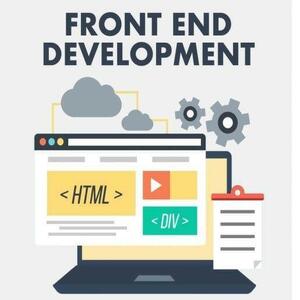 FRONT END
DEVELOPMENT
< HTML >
< DIV >